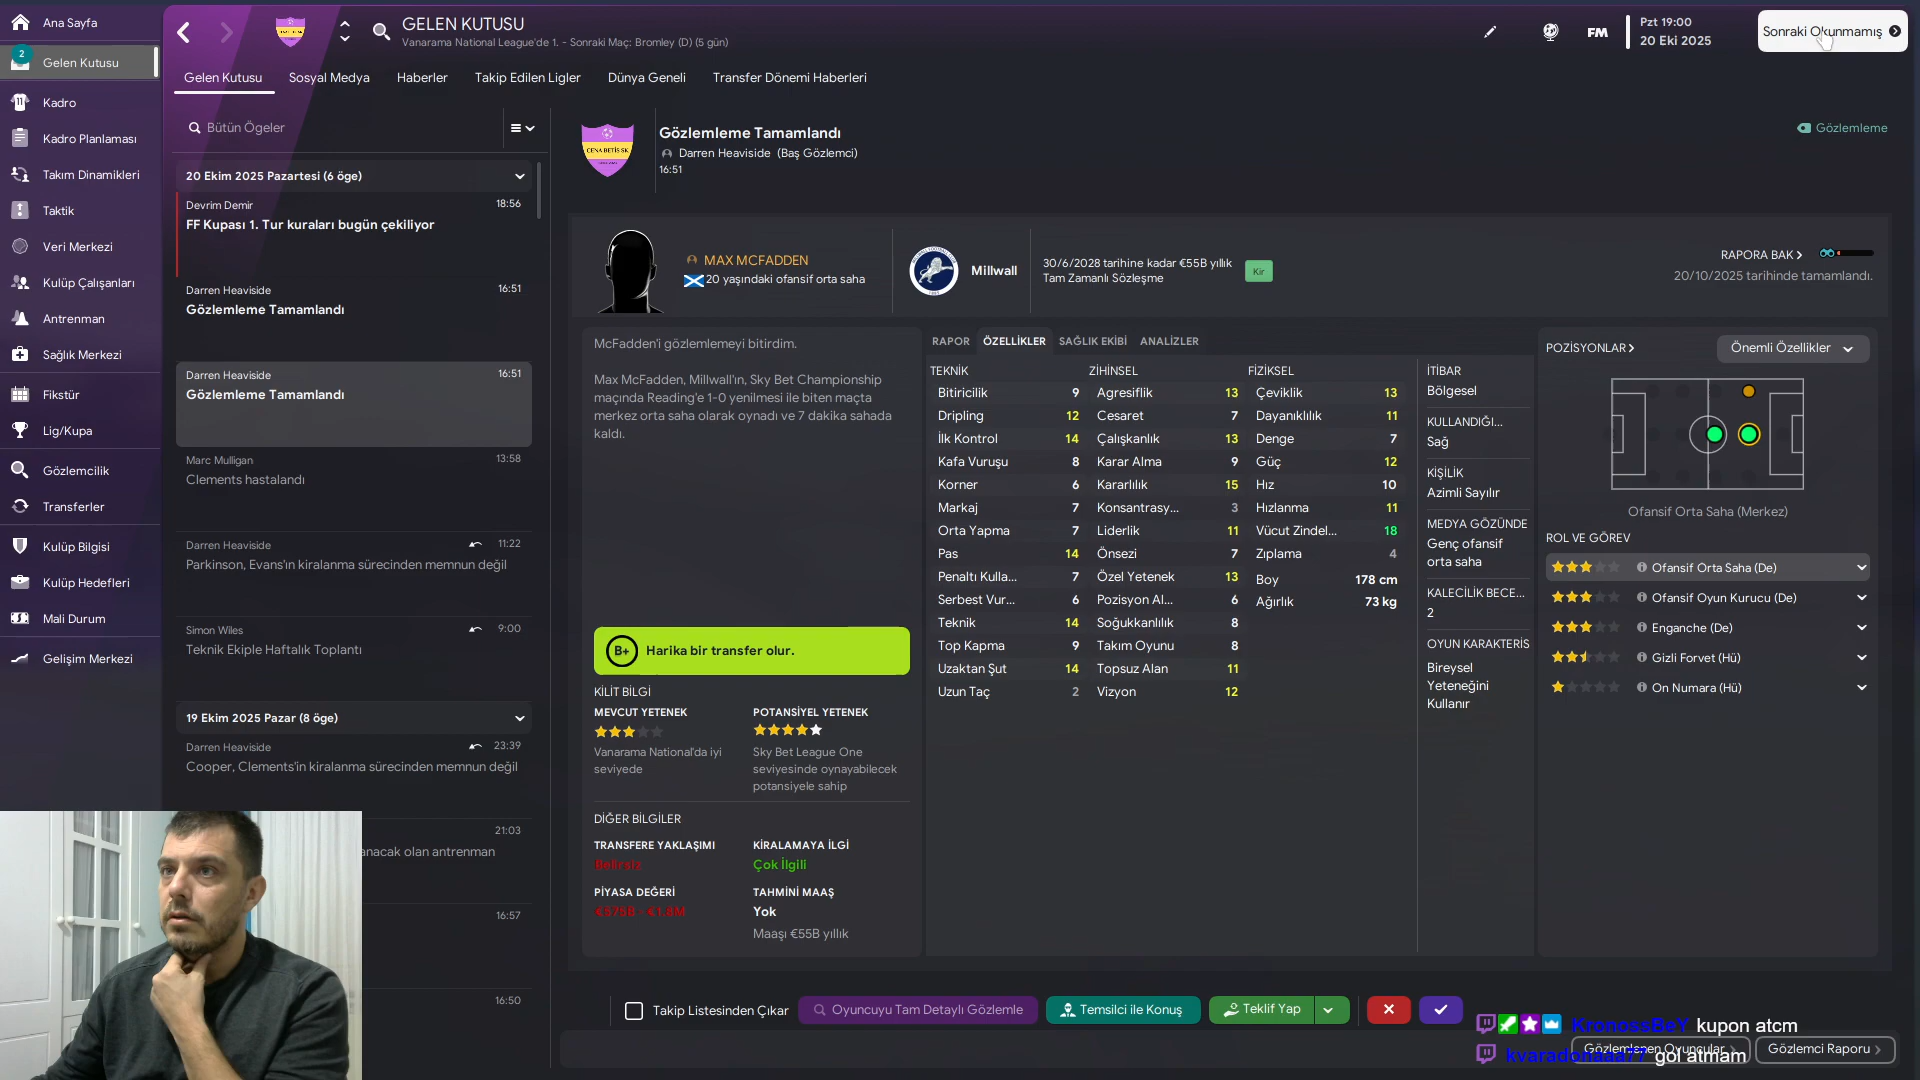 Ana Sayfa
2
Gelen Kutusu
Kadro
Kadro Planlaması
Takım Dinamikleri
Taktik
Veri Merkezi
Kulüp Çalışanları
Antrenman
Sağlık Merkezi
Fikstür
Lig/Kupa
Gözlemcilik
Transferler
Kulüp Bilgisi
Kulüp Hedefleri
Mali Durum
Gelişim Merkezi
GELEN KUTUSU
Vanarama National League'de 1. - Sonraki Maç: Bromley (D) (5 gün)
FM
Pzt 19:00
20 Eki 2025
Sonraki Okunmamış
Gelen Kutusu Sosyal Medya Haberler Takip Edilen Ligler Dünya Geneli Transfer Dönemi Haberleri
Bütün Ögeler
20 Ekim 2025 Pazartesi (6 öge)
Devrim Demir 18:56
FF Kupası 1. Tur kuraları bugün çekiliyor
Darren Heaviside 16:51
Gözlemleme Tamamlandı
Darren Heaviside 16:51
Gözlemleme Tamamlandı
Marc Mulligan 13:58
Clements hastalandı
Darren Heaviside 11:22
Parkinson, Evans'ın kiralanma sürecinden memnun değil
Simon Wiles 9:00
Teknik Ekiple Haftalık Toplantı
19 Ekim 2025 Pazar (8 öge)
Darren Heaviside 23:39
Cooper, Clements'in kiralanma sürecinden memnun değil
21:03
anacak olan antrenman
16:57
16:50
CENA BETİS SK
Gözlemleme Tamamlandı
Darren Heaviside (Baş Gözlemci)
16:51
Gözlemleme
MAX MCFADDEN
20 yaşındaki ofansif orta saha
Millwall
30/6/2028 tarihine kadar €55B yıllık
Tam Zamanlı Sözleşme
Kir
RAPORA BAK
20/10/2025 tarihinde tamamlandı.
McFadden'i gözlemlemeyi bitirdim.
Max McFadden, Millwall'ın, Sky Bet Championship
maçında Reading'e 1-0 yenilmesi ile biten maçta
merkez orta saha olarak oynadı ve 7 dakika sahada
kaldı.
B+ Harika bir transfer olur.
KİLİT BİLGİ
MEVCUT YETENEK POTANSİYEL YETENEK
Vanarama National'da iyi
seviyede
Sky Bet League One
seviyesinde oynayabilecek
potansiyele sahip
DİĞER BİLGİLER
TRANSFERE YAKLAŞIMI KİRALAMAYA İLGİ
Belirsiz Çok İlgili
PİYASA DEĞERİ TAHMİNİ MAAŞ
€575B - €1.8M Yok
Maaşı €55B yıllık
RAPOR ÖZELLİKLER SAĞLIK EKİBİ ANALİZLER
TEKNİK ZİHİNSEL FİZİKSEL
Bitiricilik 9 Agresiflik 13 Çeviklik 13
Dripling 12 Cesaret 7 Dayanıklılık 11
İlk Kontrol 14 Çalışkanlık 13 Denge 7
Kafa Vuruşu 8 Karar Alma 9 Güç 12
Korner 6 Kararlılık 15 Hız 10
Markaj 7 Konsantrasy... 3 Hızlanma 11
Orta Yapma 7 Liderlik 11 Vücut Zindel... 18
Pas 14 Önsezi 7 Zıplama 4
Penaltı Kulla... 7 Özel Yetenek 13 Boy 178 cm
Serbest Vur... 6 Pozisyon Al... 6 Ağırlık 73 kg
Teknik 14 Soğukkanlılık 8
Top Kapma 9 Takım Oyunu 8
Uzaktan Şut 14 Topsuz Alan 11
Uzun Taç 2 Vizyon 12
İTİBAR
Bölgesel
KULLANDIĞI...
Sağ
KİŞİLİK
Azimli Sayılır
MEDYA GÖZÜNDE
Genç ofansif
orta saha
KALECİLİK BECE...
2
OYUN KARAKTERİS
Bireysel
Yeteneğini
Kullanır
POZİSYONLAR
Önemli Özellikler
Ofansif Orta Saha (Merkez)
ROL VE GÖREV
Ofansif Orta Saha (De)
Ofansif Oyun Kurucu (De)
Enganche (De)
Gizli Forvet (Hü)
On Numara (Hü)
Takip Listesinden Çıkar
Oyuncuyu Tam Detaylı Gözlemle
Temsilci ile Konuş
Teklif Yap
KronossBeY kupon atcm
kvaradonaaa77 gol atmam
Gözlemlenen Oyuncular
Gözlemci Raporu